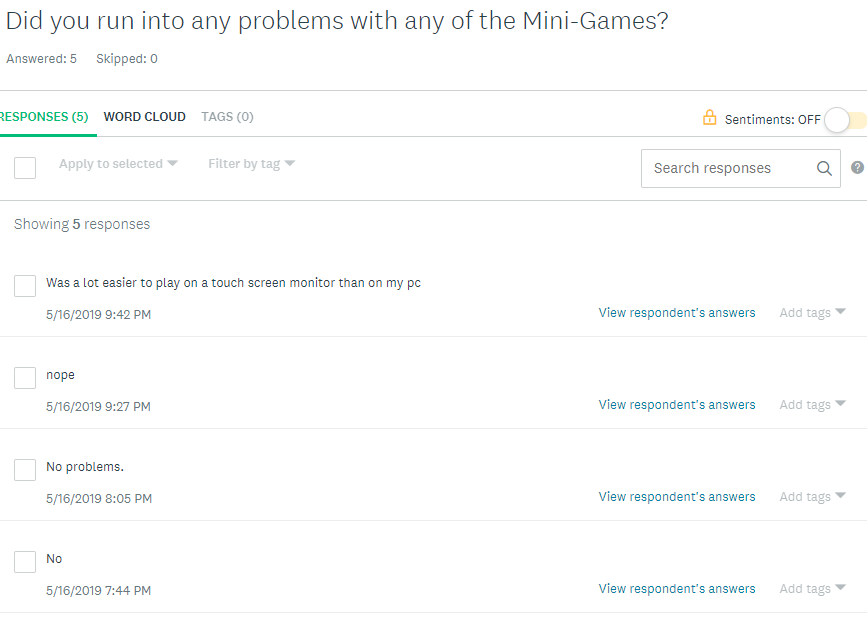 Did you run into any problems with any of the Mini-Games?
Answered: 5 Skipped: 0
RESPONSES (5) WORD CLOUD TAGS (0) Sentiments: OFF
Apply to selected Filter by tag Search responses ?
Showing 5 responses
Was a lot easier to play on a touch screen monitor than on my pc
5/16/2019 9:42 PM View respondent's answers Add tags
nope
5/16/2019 9:27 PM View respondent's answers Add tags
No problems.
5/16/2019 8:05 PM View respondent's answers Add tags
No
5/16/2019 7:44 PM View respondent's answers Add tags